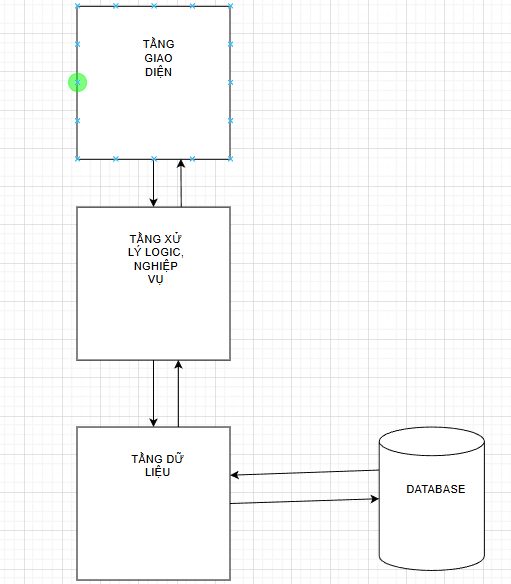 TẦNG
GIAO
DIỆN
TẦNG XỬ
LÝ LOGIC,
NGHIỆP
VỤ
TẦNG DỮ
LIỆU
DATABASE